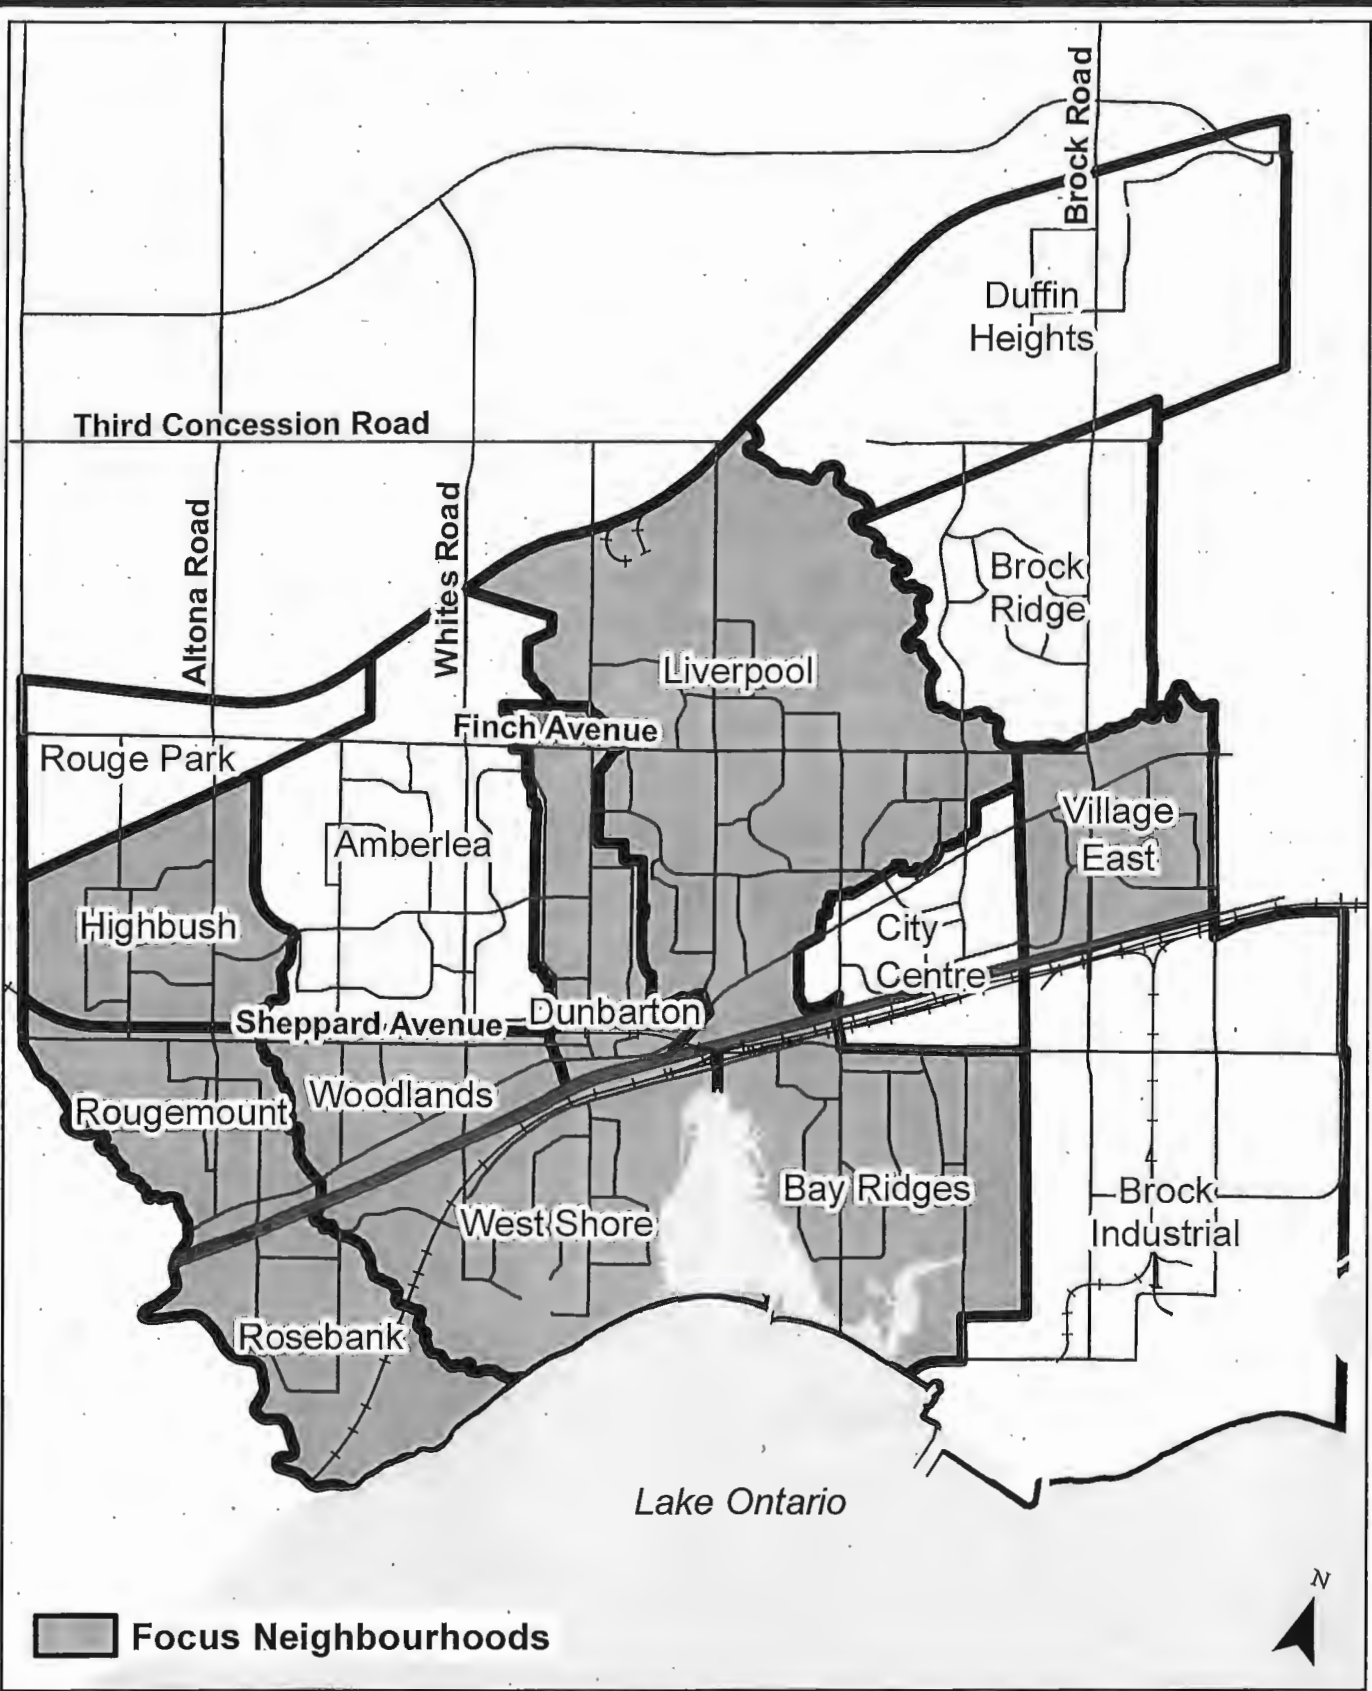 Brock Road
Duffin
Heights
Third Concession Road
Altona Road
Whites Road
Brock
Ridge
Liverpool
Finch Avenue
Rouge Park
Village
East
Amberlea
Highbush
City
Centre
Dunbarton
Sheppard Avenue
Woodlands
Rougemount
Bay Ridges
Brock
Industrial
West Shore
Rosebank
Lake Ontario
N
Focus Neighbourhoods